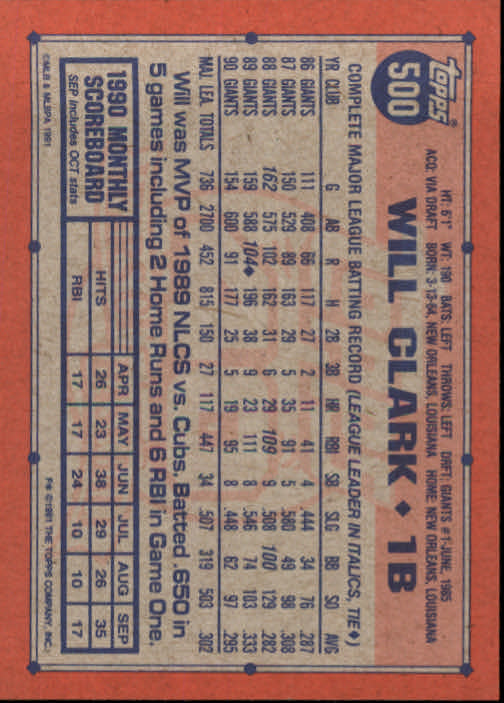 TOPPS®
500
HT: 6'1" WT: 190 BATS: LEFT THROWS: LEFT DRFT: GIANTS #1-JUNE, 1985
ACQ: VIA DRAFT BORN: 3-13-64, NEW ORLEANS, LOUISIANA HOME: NEW ORLEANS, LOUISIANA
WILL CLARK ♦ 1B
COMPLETE MAJOR LEAGUE BATTING RECORD (LEAGUE LEADER IN ITALICS, TIE♦)
YR CLUB G AB R H 2B 3B HR RBI SB SLG BB SO AVG
86 GIANTS 111 408 66 117 27 2 11 41 4 .444 34 76 .287
87 GIANTS 150 529 89 163 29 5 35 91 5 .580 49 98 .308
88 GIANTS 162 575 102 162 31 6 29 109 9 .508 100 129 .282
89 GIANTS 159 588 104♦ 196 38 9 23 111 8 .546 74 103 .333
90 GIANTS 154 600 91 177 25 5 19 95 8 .448 62 97 .295
MAJ. LEA. TOTALS 736 2700 452 815 150 27 117 447 34 .507 319 503 .302
Will was MVP of 1989 NLCS vs. Cubs. Batted .650 in
5 games including 2 Home Runs and 6 RBI in Game One.
1990 MONTHLY
SCOREBOARD
SEP includes OCT stats
APR MAY JUN JUL AUG SEP
HITS 26 23 38 29 26 35
RBI 17 17 24 10 10 17
©MLB & MLBPA 1991
F* ©1991 THE TOPPS COMPANY, INC.